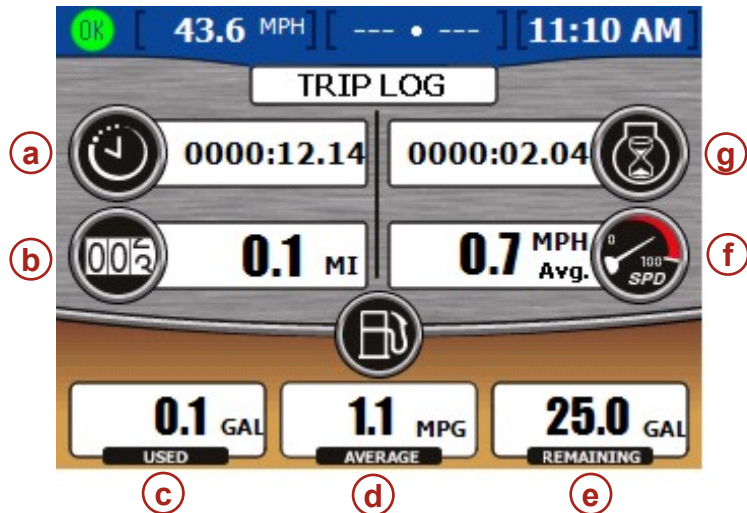 OK [ 43.6 MPH ] [ --- • --- ] [ 11:10 AM ]
TRIP LOG
a 0000:12.14 0000:02.04 g
b 003 0.1 MI 0.7 MPH Avg. 0 100 SPD f
0.1 GAL 1.1 MPG 25.0 GAL
USED AVERAGE REMAINING
c d e